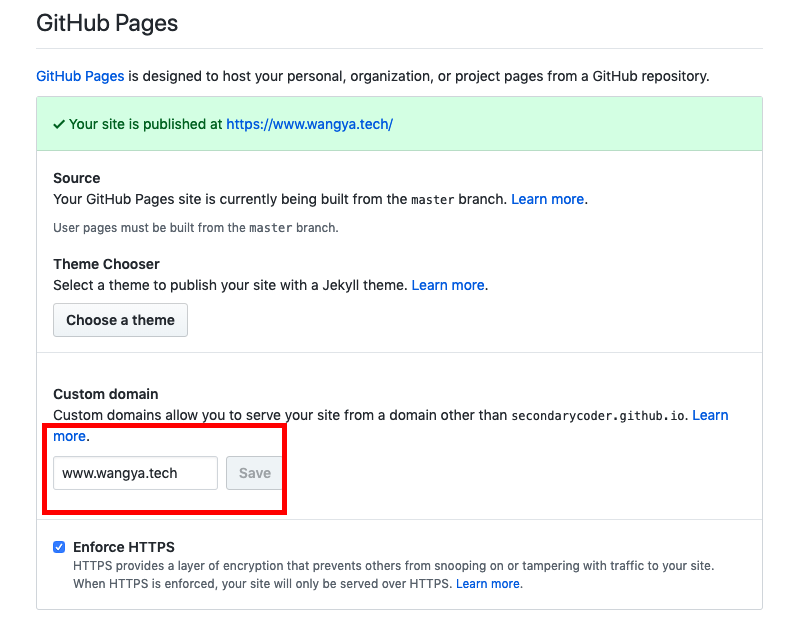 GitHub Pages
GitHub Pages is designed to host your personal, organization, or project pages from a GitHub repository.
✓ Your site is published at https://www.wangya.tech/
Source
Your GitHub Pages site is currently being built from the master branch. Learn more.
User pages must be built from the master branch.
Theme Chooser
Select a theme to publish your site with a Jekyll theme. Learn more.
Choose a theme
Custom domain
Custom domains allow you to serve your site from a domain other than secondarycoder.github.io. Learn
more.
www.wangya.tech Save
Enforce HTTPS
HTTPS provides a layer of encryption that prevents others from snooping on or tampering with traffic to your site.
When HTTPS is enforced, your site will only be served over HTTPS. Learn more.